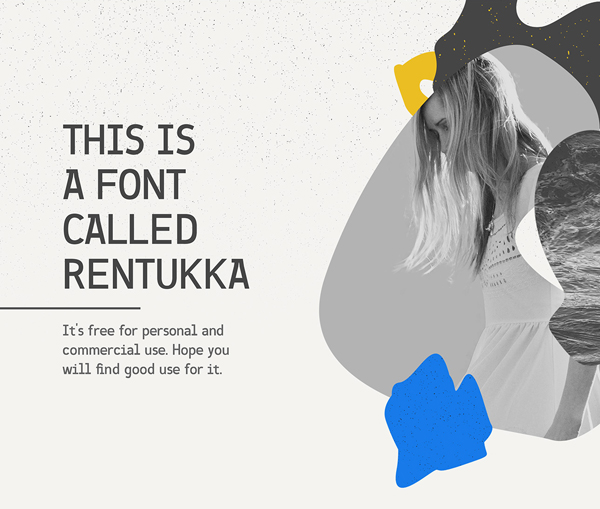 THIS IS
A FONT
CALLED
RENTUKKA
It's free for personal and
commercial use. Hope you
will find good use for it.